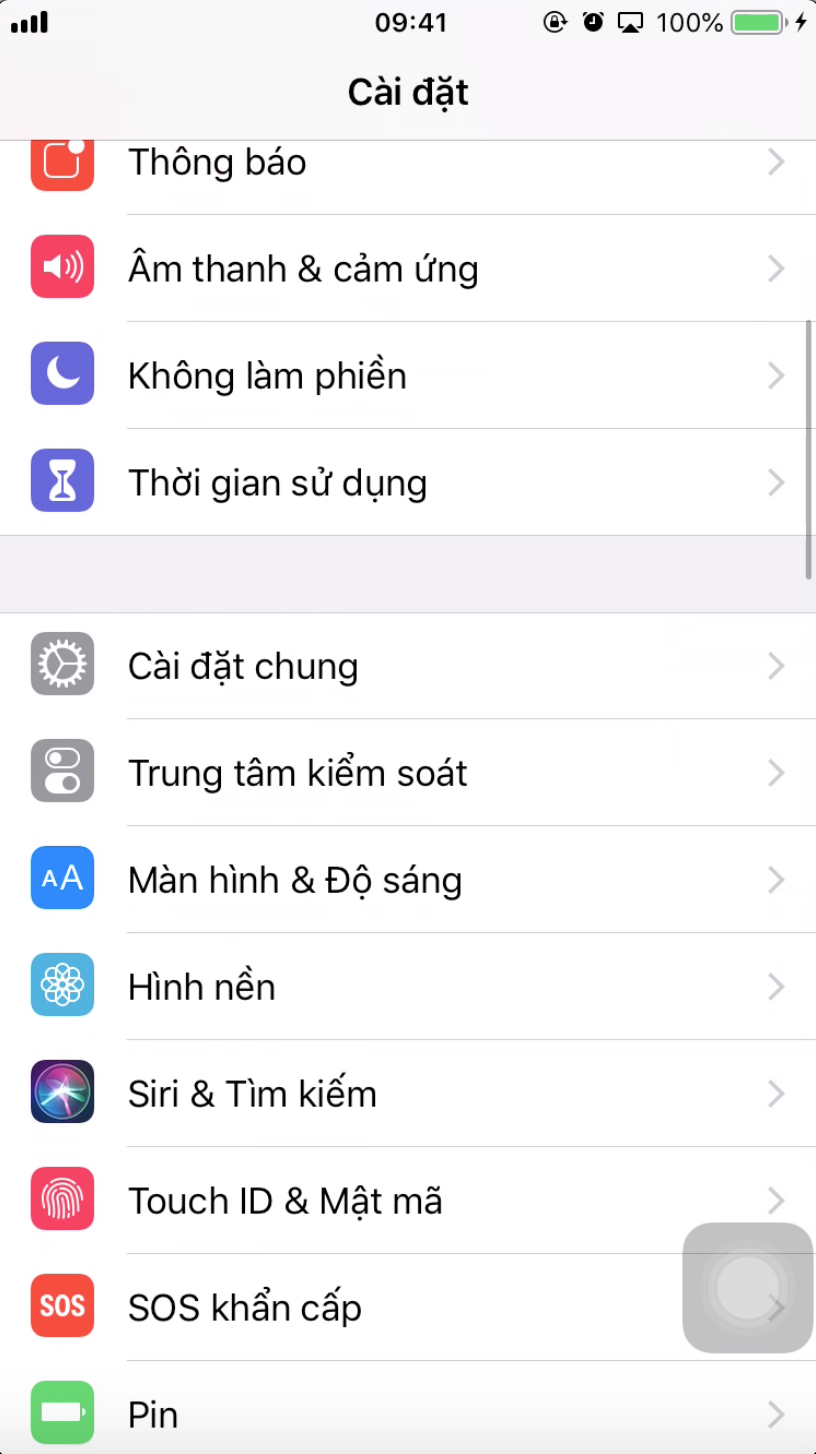 09:41
100%
Cài đặt
Thông báo
Âm thanh & cảm ứng
Không làm phiền
Thời gian sử dụng
Cài đặt chung
Trung tâm kiểm soát
AA
Màn hình & Độ sáng
Hình nền
Siri & Tìm kiếm
Touch ID & Mật mã
SOS
SOS khẩn cấp
Pin